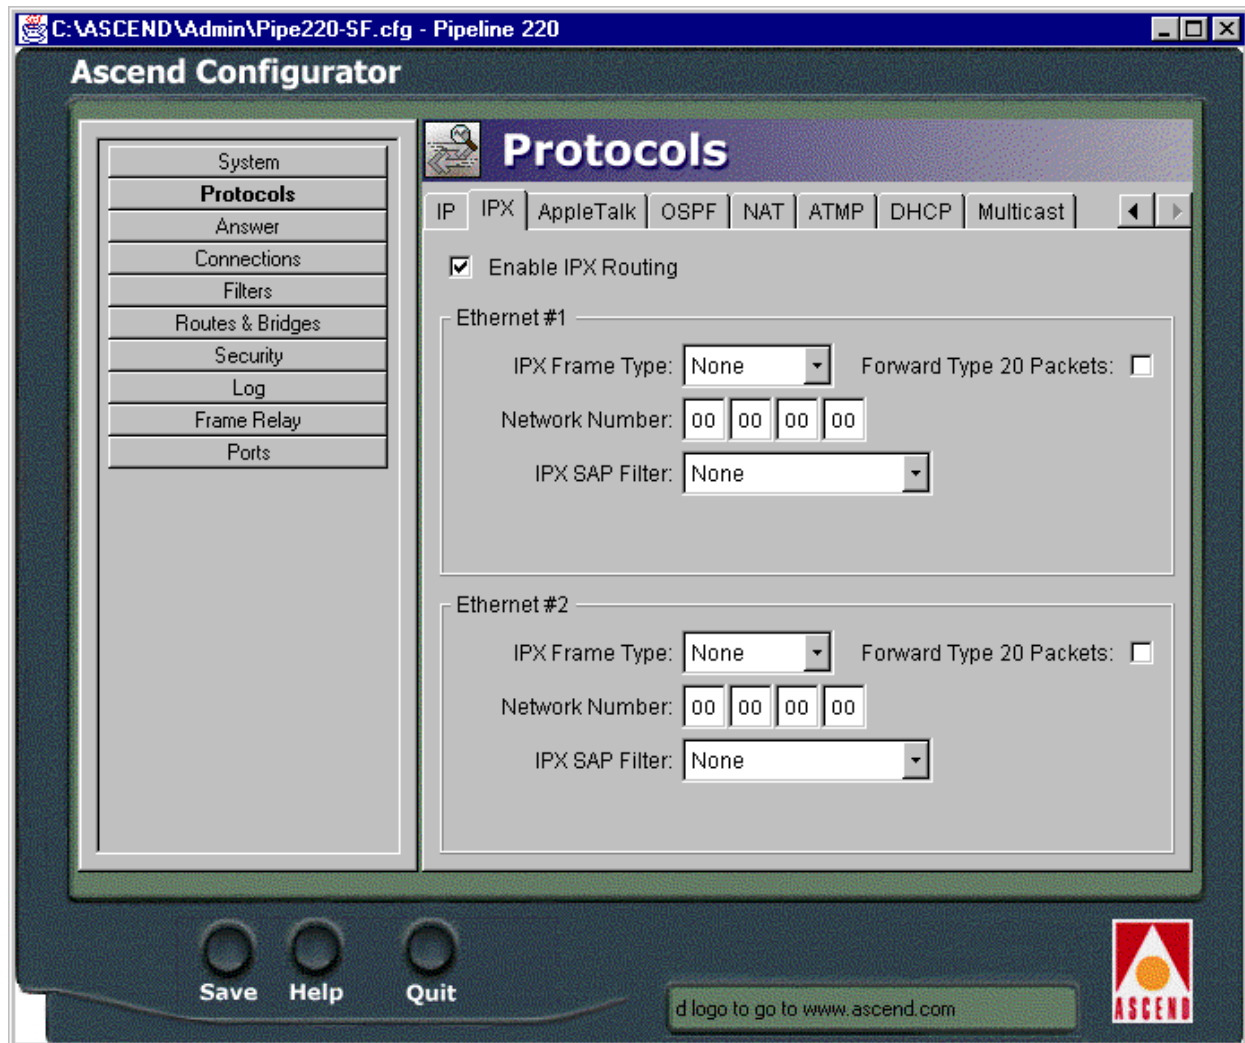 C:\ASCEND\Admin\Pipe220-SF.cfg - Pipeline 220
Ascend Configurator
System
Protocols
Answer
Connections
Filters
Routes & Bridges
Security
Log
Frame Relay
Ports
Protocols
IP IPX AppleTalk OSPF NAT ATMP DHCP Multicast
Enable IPX Routing
Ethernet #1
IPX Frame Type: None Forward Type 20 Packets:
Network Number: 00 00 00 00
IPX SAP Filter: None
Ethernet #2
IPX Frame Type: None Forward Type 20 Packets:
Network Number: 00 00 00 00
IPX SAP Filter: None
Save Help Quit
d logo to go to www.ascend.com
ASCEND